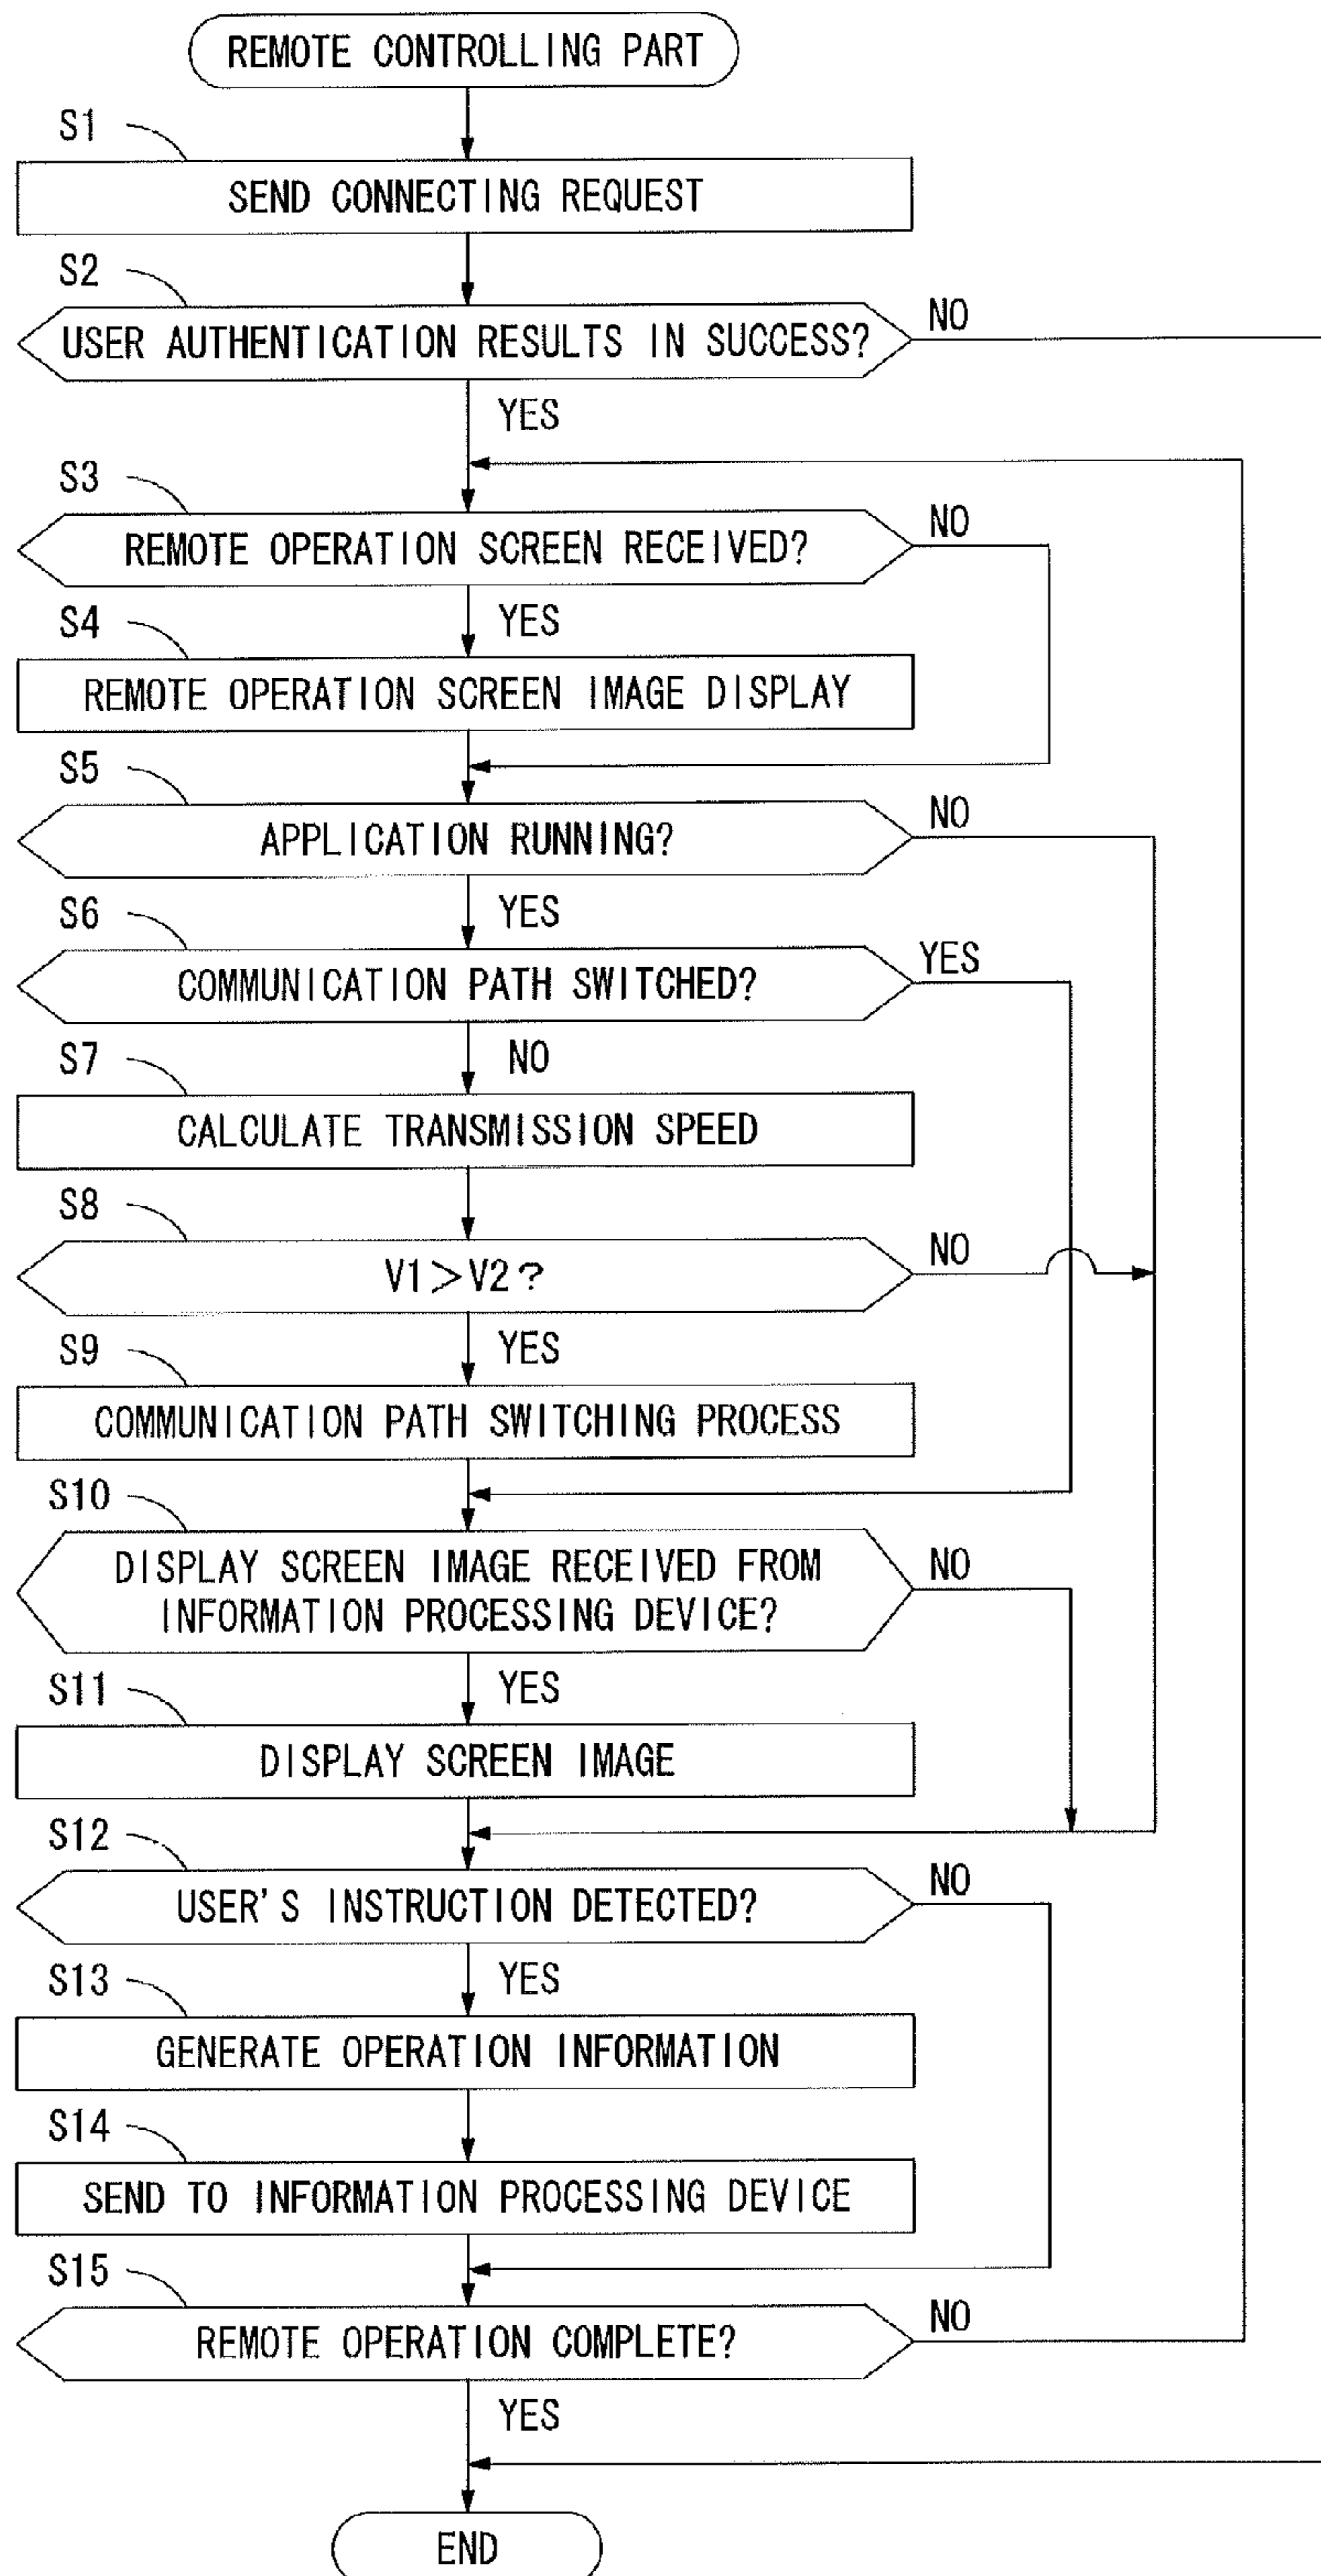 REMOTE CONTROLLING PART
S1
SEND CONNECTING REQUEST
S2
USER AUTHENTICATION RESULTS IN SUCCESS?
NO
YES
S3
REMOTE OPERATION SCREEN RECEIVED?
NO
YES
S4
REMOTE OPERATION SCREEN IMAGE DISPLAY
S5
APPLICATION RUNNING?
NO
YES
S6
COMMUNICATION PATH SWITCHED?
YES
NO
S7
CALCULATE TRANSMISSION SPEED
S8
V1>V2?
NO
YES
S9
COMMUNICATION PATH SWITCHING PROCESS
S10
DISPLAY SCREEN IMAGE RECEIVED FROM
INFORMATION PROCESSING DEVICE?
NO
YES
S11
DISPLAY SCREEN IMAGE
S12
USER'S INSTRUCTION DETECTED?
NO
YES
S13
GENERATE OPERATION INFORMATION
S14
SEND TO INFORMATION PROCESSING DEVICE
S15
REMOTE OPERATION COMPLETE?
NO
YES
END